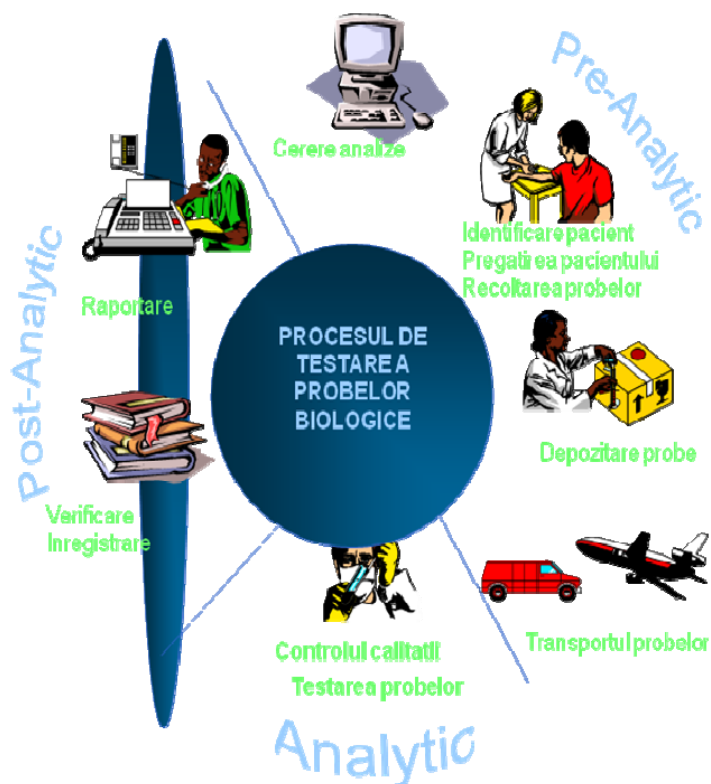 Pre-Analytic
Cerere analize
Identificare pacient
Pregatirea pacientului
Recoltarea probelor
Depozitare probe
Transportul probelor
PROCESUL DE
TESTARE A
PROBELOR
BIOLOGICE
Controlul calitatii
Testarea probelor
Analytic
Post-Analytic
Raportare
Verificare
Inregistrare